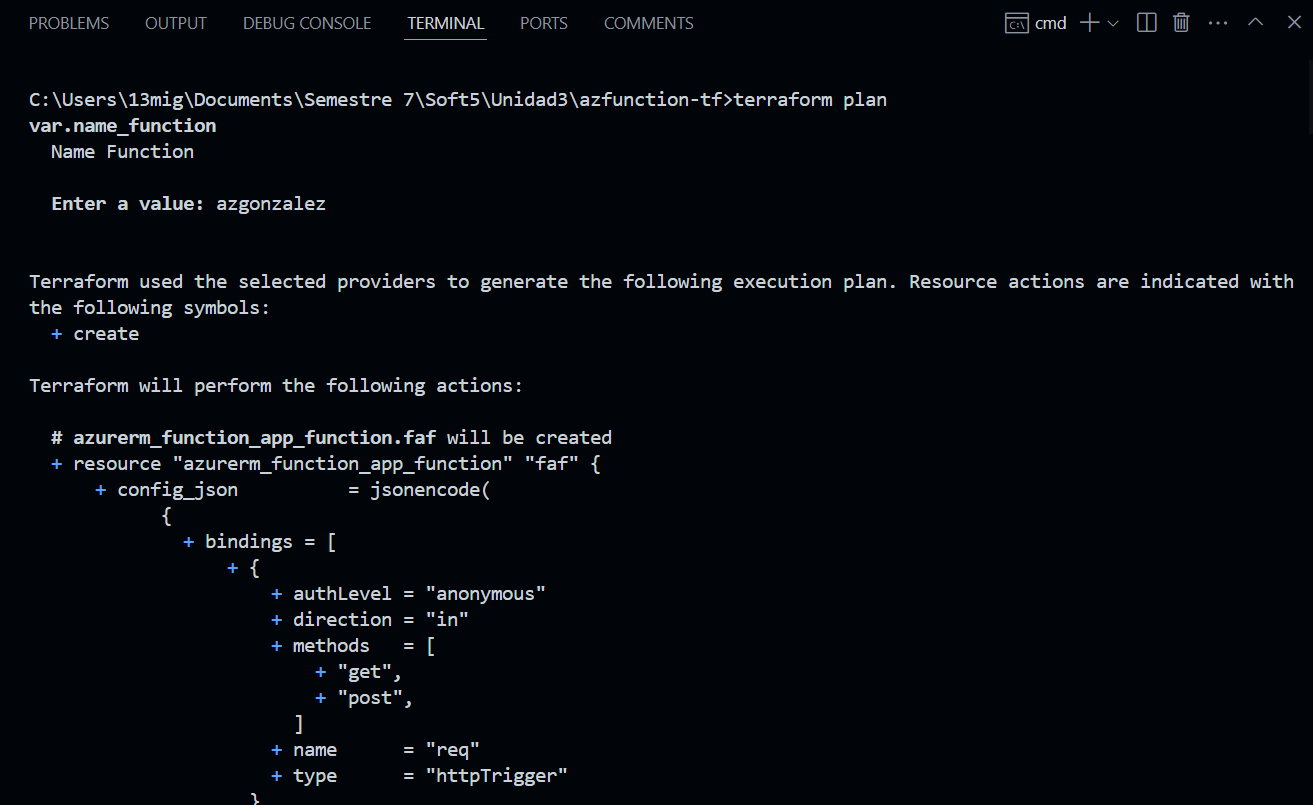 PROBLEMS OUTPUT DEBUG CONSOLE TERMINAL PORTS COMMENTS cmd
C:\Users\13mig\Documents\Semestre 7\Soft5\Unidad3\azfunction-tf>terraform plan
var.name_function
  Name Function
  Enter a value: azgonzalez
Terraform used the selected providers to generate the following execution plan. Resource actions are indicated with
the following symbols:
  + create
Terraform will perform the following actions:
  # azurerm_function_app_function.faf will be created
  + resource "azurerm_function_app_function" "faf" {
      + config_json          = jsonencode(
            {
              + bindings = [
                  + {
                      + authLevel = "anonymous"
                      + direction = "in"
                      + methods   = [
                          + "get",
                          + "post",
                        ]
                      + name      = "req"
                      + type      = "httpTrigger"
                    }